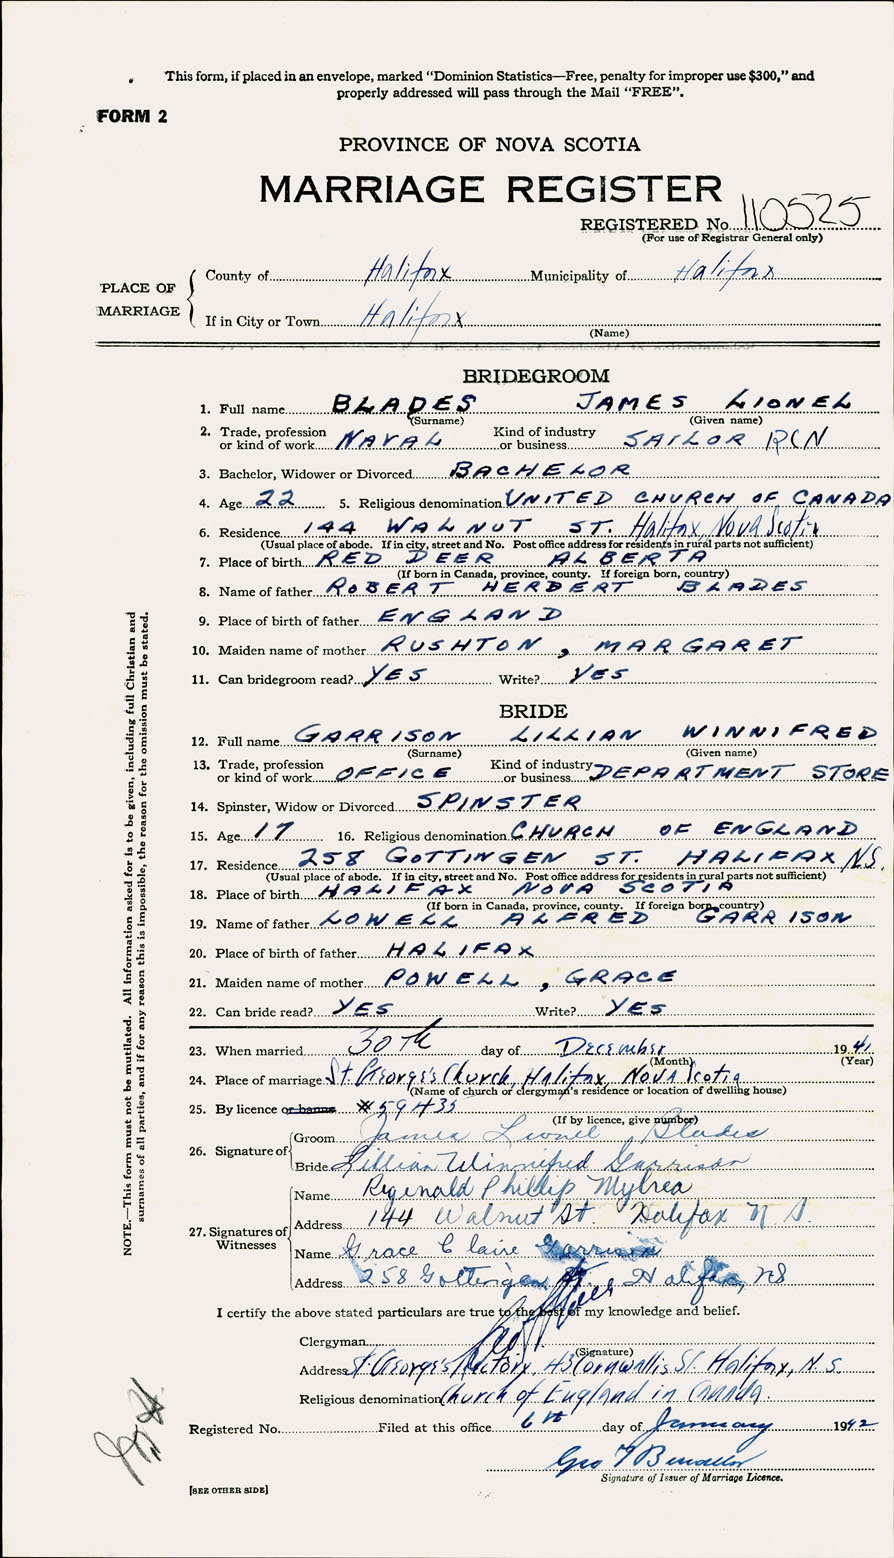 This form, if placed in an envelope, marked "Dominion Statistics—Free, penalty for improper use $300," and
properly addressed will pass through the Mail "FREE".
FORM 2
PROVINCE OF NOVA SCOTIA
MARRIAGE REGISTER
REGISTERED No. 110525
(For use of Registrar General only)
PLACE OF MARRIAGE
County of Halifax Municipality of Halifax
If in City or Town Halifax
(Name)
BRIDEGROOM
1. Full name BLADES JAMES LIONEL
(Surname) (Given name)
2. Trade, profession or kind of work NAVAL Kind of industry or business SAILOR RCN
3. Bachelor, Widower or Divorced BACHELOR
4. Age 22 5. Religious denomination UNITED CHURCH OF CANADA
6. Residence 144 WALNUT ST. Halifax, Nova Scotia
(Usual place of abode. If in city, street and No. Post office address for residents in rural parts not sufficient)
7. Place of birth RED DEER ALBERTA
(If born in Canada, province, county. If foreign born, country)
8. Name of father ROBERT HERBERT BLADES
9. Place of birth of father ENGLAND
10. Maiden name of mother RUSHTON, MARGARET
11. Can bridegroom read? YES Write? YES
BRIDE
12. Full name GARRISON LILLIAN WINNIFRED
(Surname) (Given name)
13. Trade, profession or kind of work OFFICE Kind of industry or business DEPARTMENT STORE
14. Spinster, Widow or Divorced SPINSTER
15. Age 17 16. Religious denomination CHURCH OF ENGLAND
17. Residence 258 GOTTINGEN ST. HALIFAX N.S.
(Usual place of abode. If in city, street and No. Post office address for residents in rural parts not sufficient)
18. Place of birth HALIFAX NOVA SCOTIA
(If born in Canada, province, county. If foreign born, country)
19. Name of father LOWELL ALFRED GARRISON
20. Place of birth of father HALIFAX
21. Maiden name of mother POWELL, GRACE
22. Can bride read? YES Write? YES
23. When married 30th day of December 1941
(Month) (Year)
24. Place of marriage St. George's Church, Halifax, Nova Scotia
(Name of church or clergyman's residence or location of dwelling house)
25. By licence or banns # 59435
(If by licence, give number)
26. Signature of
Groom James Lionel Blades
Bride Lillian Winnifred Garrison
27. Signatures of Witnesses
Name Reginald Phillip Mylrea
Address 144 Walnut St. Halifax N.S.
Name Grace Claire Garrison
Address 258 Gottingen St., Halifax, NS
I certify the above stated particulars are true to the best of my knowledge and belief.
Clergyman
(Signature)
Address St. George's Rectory, 43 Cornwallis St. Halifax, N.S.
Religious denomination Church of England in Canada.
Registered No. Filed at this office 6th day of January 1942
Geo
Signature of Issuer of Marriage Licence.
[SEE OTHER SIDE]
NOTE.—This form must not be mutilated. All Information asked for is to be given, including full Christian and
surnames of all parties, and if for any reason this is impossible, the reason for the omission must be stated.